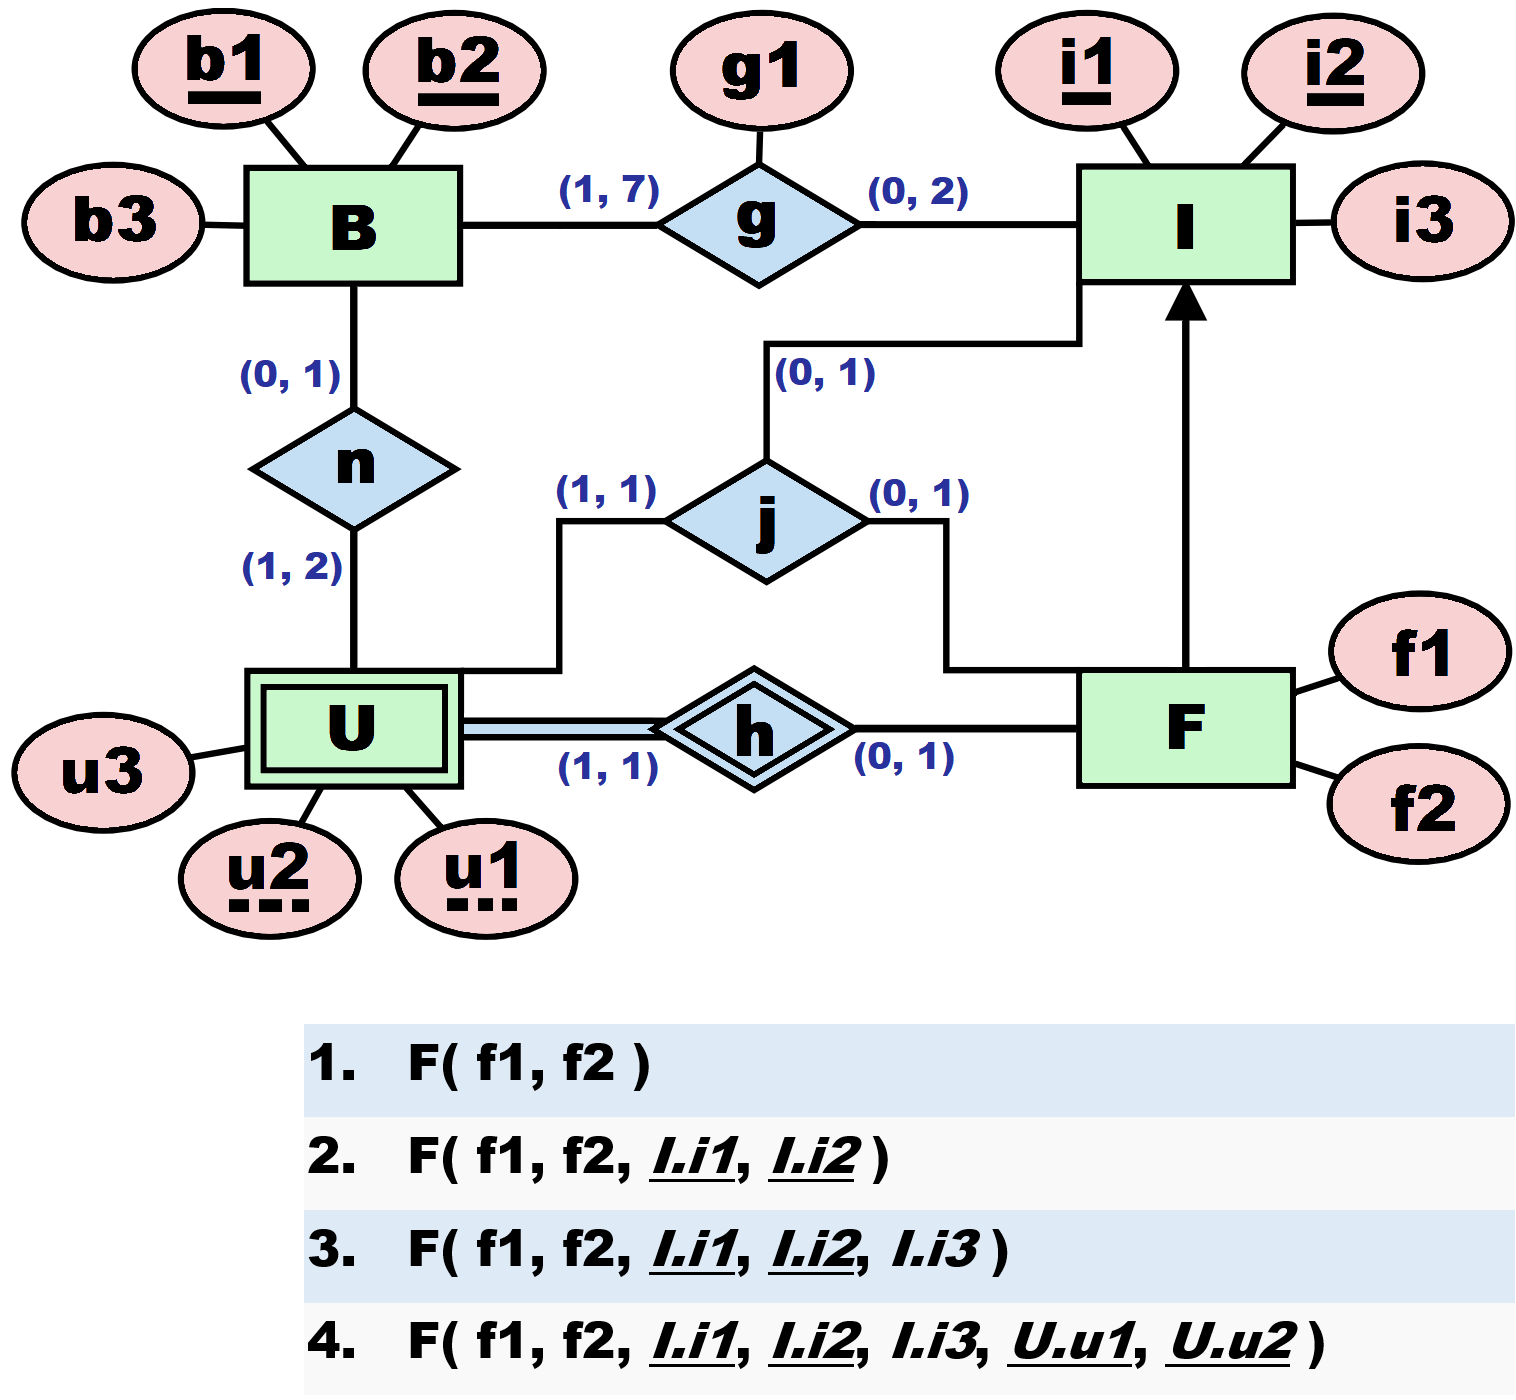 b1 b2 g1 i1 i2
b3 B (1, 7) g (0, 2) I i3
(0, 1) (0, 1)
n (1, 1) j (0, 1)
(1, 2)
f1
U h F
u3 (1, 1) (0, 1)
f2
u2 u1
1. F( f1, f2 )
2. F( f1, f2, I.i1, I.i2 )
3. F( f1, f2, I.i1, I.i2, I.i3 )
4. F( f1, f2, I.i1, I.i2, I.i3, U.u1, U.u2 )